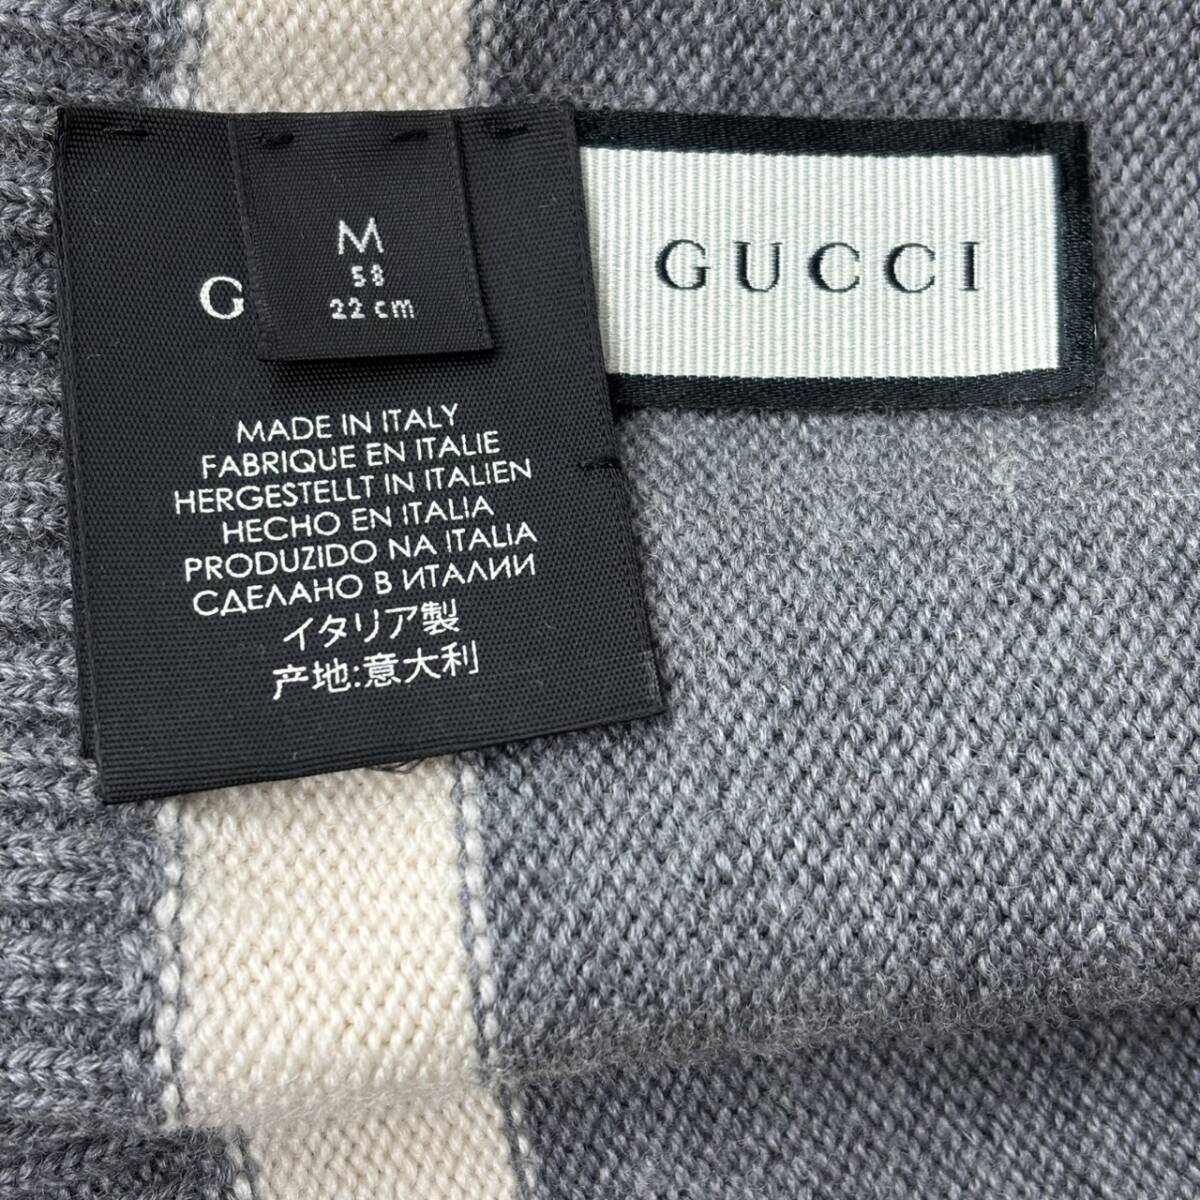 M
58
22 cm
G
GUCCI
MADE IN ITALY
FABRIQUE EN ITALIE
HERGESTELLT IN ITALIEN
HECHO EN ITALIA
PRODUZIDO NA ITALIA
СДЕЛАНО В ИТАЛИИ
イタリア製
产地:意大利